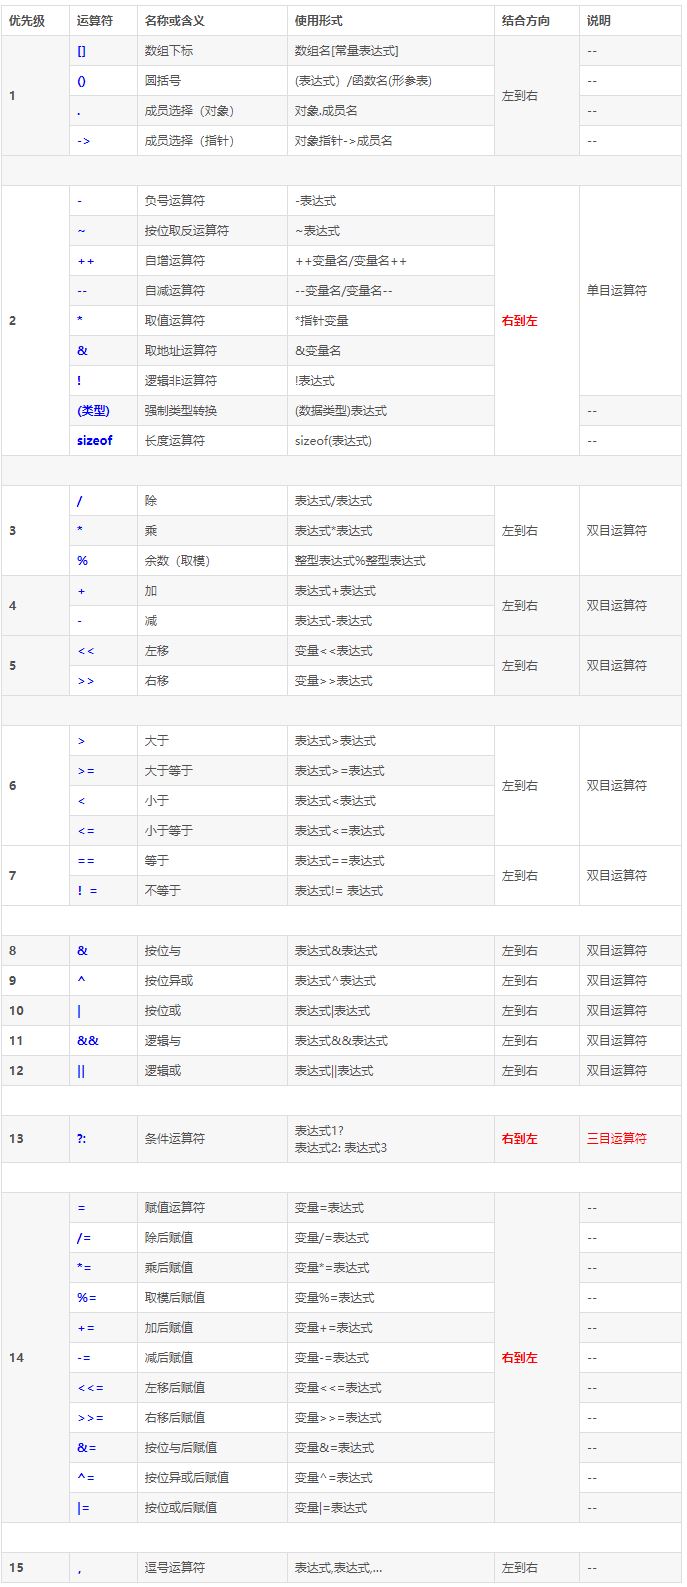 优先级 运算符 名称或含义 使用形式 结合方向 说明
1 [] 数组下标 数组名[常量表达式] 左到右 --
() 圆括号 (表达式）/函数名(形参表) --
. 成员选择（对象） 对象.成员名 --
-> 成员选择（指针） 对象指针->成员名 --
2 - 负号运算符 -表达式 右到左 单目运算符
~ 按位取反运算符 ~表达式
++ 自增运算符 ++变量名/变量名++
-- 自减运算符 --变量名/变量名--
* 取值运算符 *指针变量
& 取地址运算符 &变量名
! 逻辑非运算符 !表达式
(类型) 强制类型转换 (数据类型)表达式 --
sizeof 长度运算符 sizeof(表达式) --
3 / 除 表达式/表达式 左到右 双目运算符
* 乘 表达式*表达式
% 余数（取模） 整型表达式%整型表达式
4 + 加 表达式+表达式 左到右 双目运算符
- 减 表达式-表达式
5 << 左移 变量<<表达式 左到右 双目运算符
>> 右移 变量>>表达式
6 > 大于 表达式>表达式 左到右 双目运算符
>= 大于等于 表达式>=表达式
< 小于 表达式<表达式
<= 小于等于 表达式<=表达式
7 == 等于 表达式==表达式 左到右 双目运算符
！= 不等于 表达式!= 表达式
8 & 按位与 表达式&表达式 左到右 双目运算符
9 ^ 按位异或 表达式^表达式 左到右 双目运算符
10 | 按位或 表达式|表达式 左到右 双目运算符
11 && 逻辑与 表达式&&表达式 左到右 双目运算符
12 || 逻辑或 表达式||表达式 左到右 双目运算符
13 ?: 条件运算符 表达式1? 右到左 三目运算符
表达式2: 表达式3
14 = 赋值运算符 变量=表达式 右到左 --
/= 除后赋值 变量/=表达式 --
*= 乘后赋值 变量*=表达式 --
%= 取模后赋值 变量%=表达式 --
+= 加后赋值 变量+=表达式 --
-= 减后赋值 变量-=表达式 --
<<= 左移后赋值 变量<<=表达式 --
>>= 右移后赋值 变量>>=表达式 --
&= 按位与后赋值 变量&=表达式 --
^= 按位异或后赋值 变量^=表达式 --
|= 按位或后赋值 变量|=表达式 --
15 , 逗号运算符 表达式,表达式,... 左到右 --